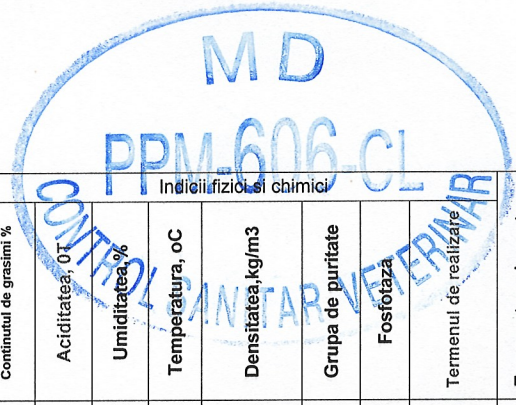 MD
PPM-606-CL
CONTROL SANITAR VETERINAR
Indicii fizici si chimici
Continutul de grasimi %
Aciditatea, 0T
Umiditatea,%
Temperatura, oC
Densitatea,kg/m3
Grupa de puritate
Fosfotaza
Termenul de realizare